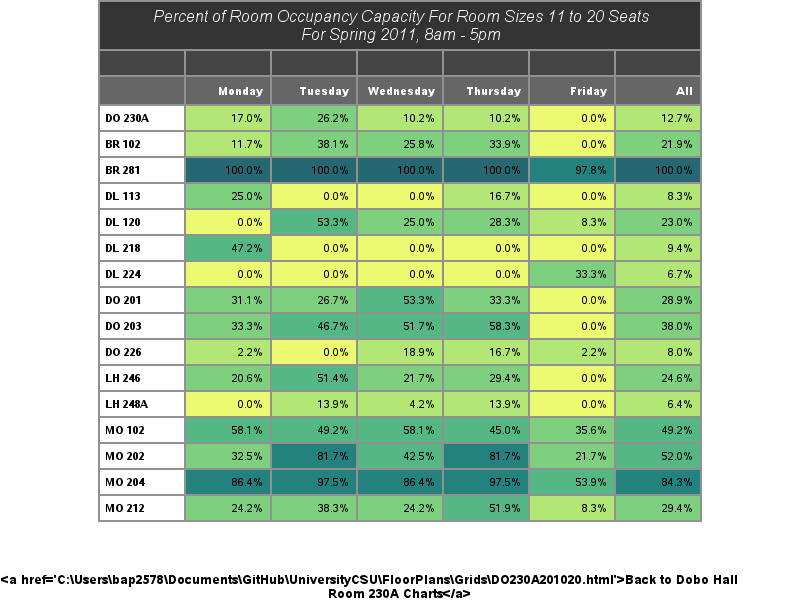 Percent of Room Occupancy Capacity For Room Sizes 11 to 20 Seats
For Spring 2011, 8am - 5pm
Monday Tuesday Wednesday Thursday Friday All
DO 230A 17.0% 26.2% 10.2% 10.2% 0.0% 12.7%
BR 102 11.7% 38.1% 25.8% 33.9% 0.0% 21.9%
BR 281 100.0% 100.0% 100.0% 100.0% 97.8% 100.0%
DL 113 25.0% 0.0% 0.0% 16.7% 0.0% 8.3%
DL 120 0.0% 53.3% 25.0% 28.3% 8.3% 23.0%
DL 218 47.2% 0.0% 0.0% 0.0% 0.0% 9.4%
DL 224 0.0% 0.0% 0.0% 0.0% 33.3% 6.7%
DO 201 31.1% 26.7% 53.3% 33.3% 0.0% 28.9%
DO 203 33.3% 46.7% 51.7% 58.3% 0.0% 38.0%
DO 226 2.2% 0.0% 18.9% 16.7% 2.2% 8.0%
LH 246 20.6% 51.4% 21.7% 29.4% 0.0% 24.6%
LH 248A 0.0% 13.9% 4.2% 13.9% 0.0% 6.4%
MO 102 58.1% 49.2% 58.1% 45.0% 35.6% 49.2%
MO 202 32.5% 81.7% 42.5% 81.7% 21.7% 52.0%
MO 204 86.4% 97.5% 86.4% 97.5% 53.9% 84.3%
MO 212 24.2% 38.3% 24.2% 51.9% 8.3% 29.4%
<a href='C:\Users\bap2578\Documents\GitHub\UniversityCSU\FloorPlans\Grids\DO230A201020.html'>Back to Dobo Hall
Room 230A Charts</a>